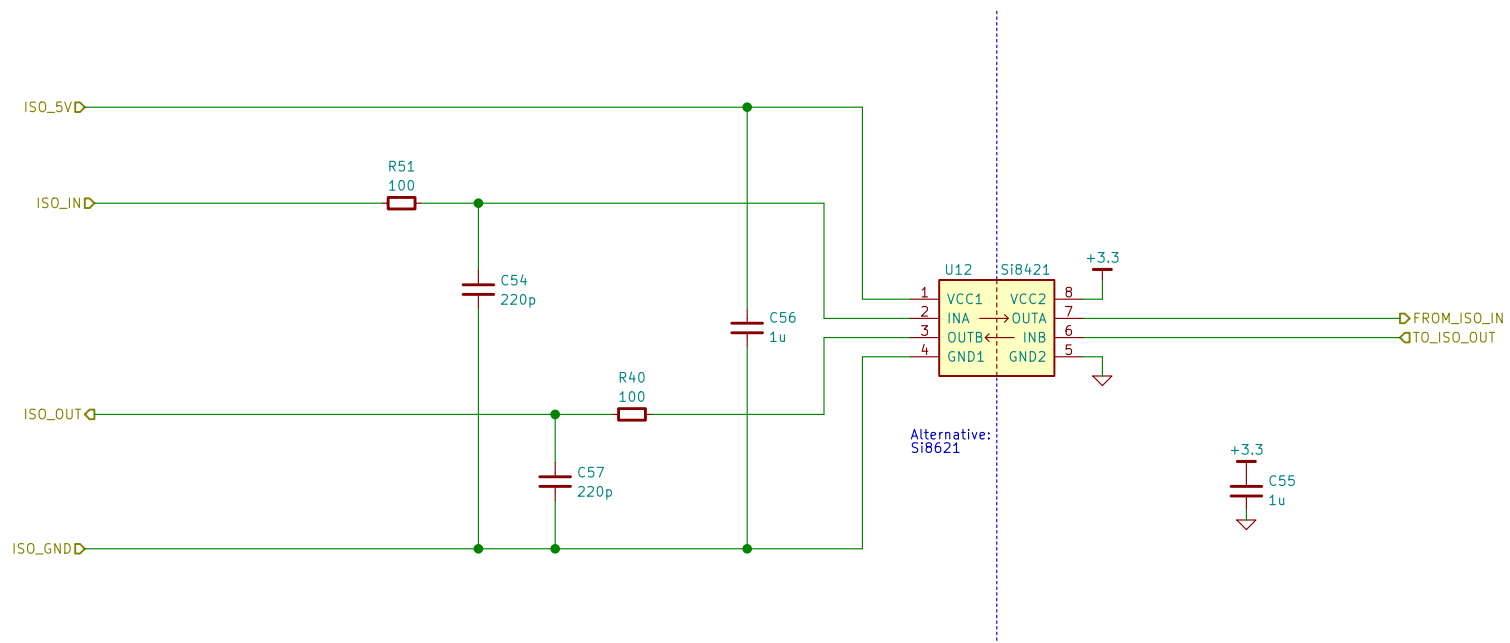 ISO_5V
R51
100
ISO_IN
C54
220p
C56
1u
U12
Si8421
+3.3
1
VCC1
VCC2
8
2
INA
OUTA
7
FROM_ISO_IN
3
OUTB
INB
6
TO_ISO_OUT
4
GND1
GND2
5
R40
100
ISO_OUT
Alternative:
Si8621
C57
220p
+3.3
C55
1u
ISO_GND